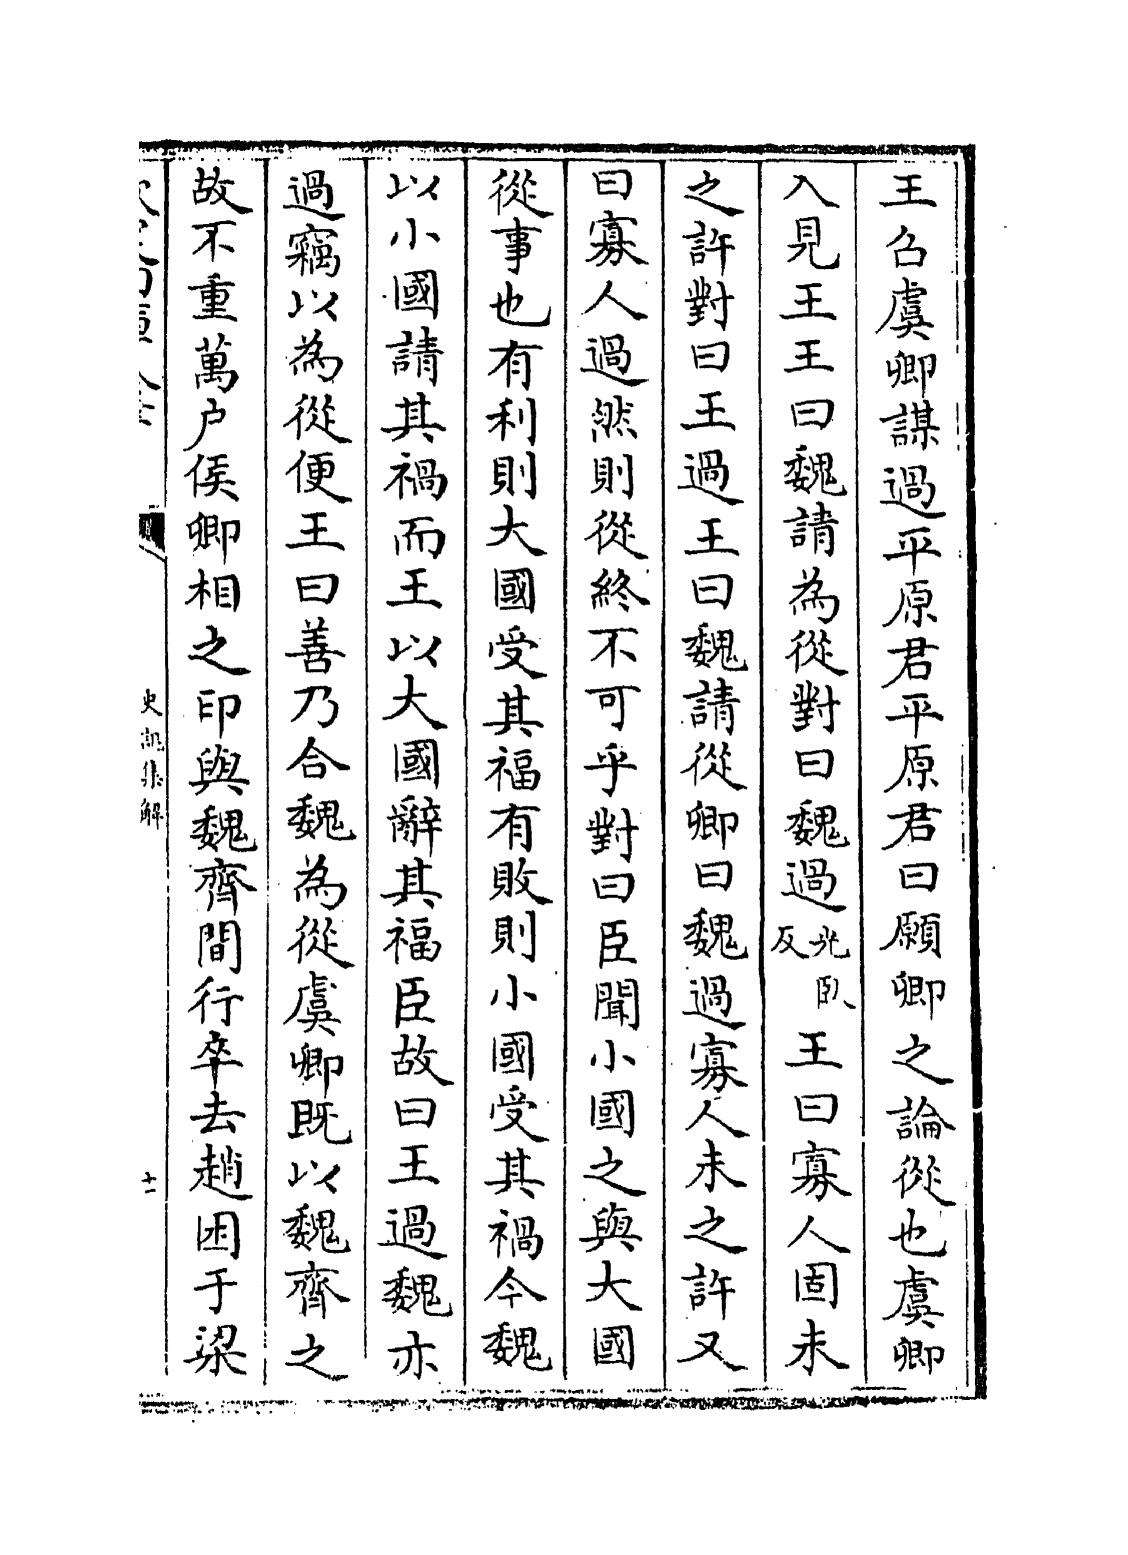 王召虞卿謀過平原君平原君曰願卿之論從也虞卿
入見王王曰魏請為從對曰魏過光臥反王曰寡人固未
之許對曰王過王曰魏請從卿曰魏過寡人未之許又
曰寡人過然則從終不可乎對曰臣聞小國之與大國
從事也有利則大國受其福有敗則小國受其禍今魏
以小國請其禍而王以大國辭其福臣故曰王過魏亦
過竊以為從便王曰善乃合魏為從虞卿既以魏齊之
故不重萬户侯卿相之印與魏齊間行卒去趙困于梁
史記集解
十一